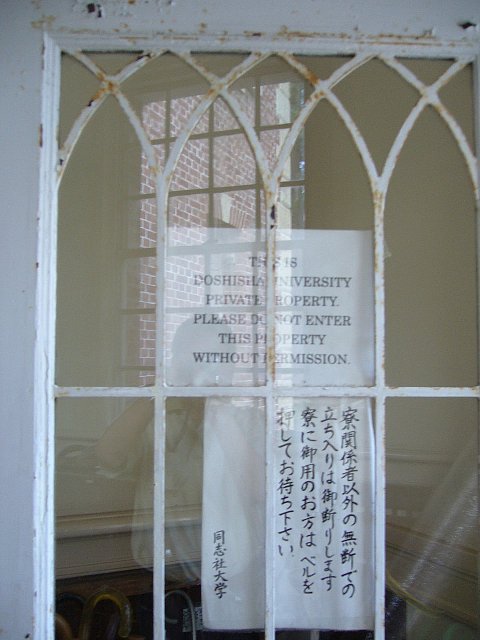 THIS IS
DOSHISHA UNIVERSITY
PRIVATE PROPERTY.
PLEASE DO NOT ENTER
THIS PROPERTY
WITHOUT PERMISSION.
寮関係者以外の無断での
立ち入りは御断りします
寮に御用のお方は ベルを
押してお待ち下さい
同志社大学